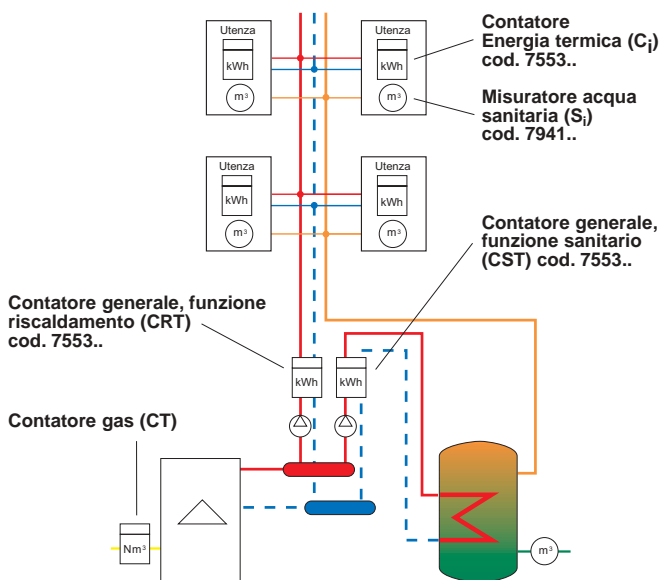 Utenza
kWh
m³
Utenza
kWh
m³
Contatore
Energia termica (Ci)
cod. 7553..
Misuratore acqua
sanitaria (Si)
cod. 7941..
Utenza
kWh
m³
Utenza
kWh
m³
Contatore generale,
funzione sanitario
(CST) cod. 7553..
Contatore generale, funzione
riscaldamento (CRT)
cod. 7553..
kWh
kWh
Contatore gas (CT)
Nm³
m³